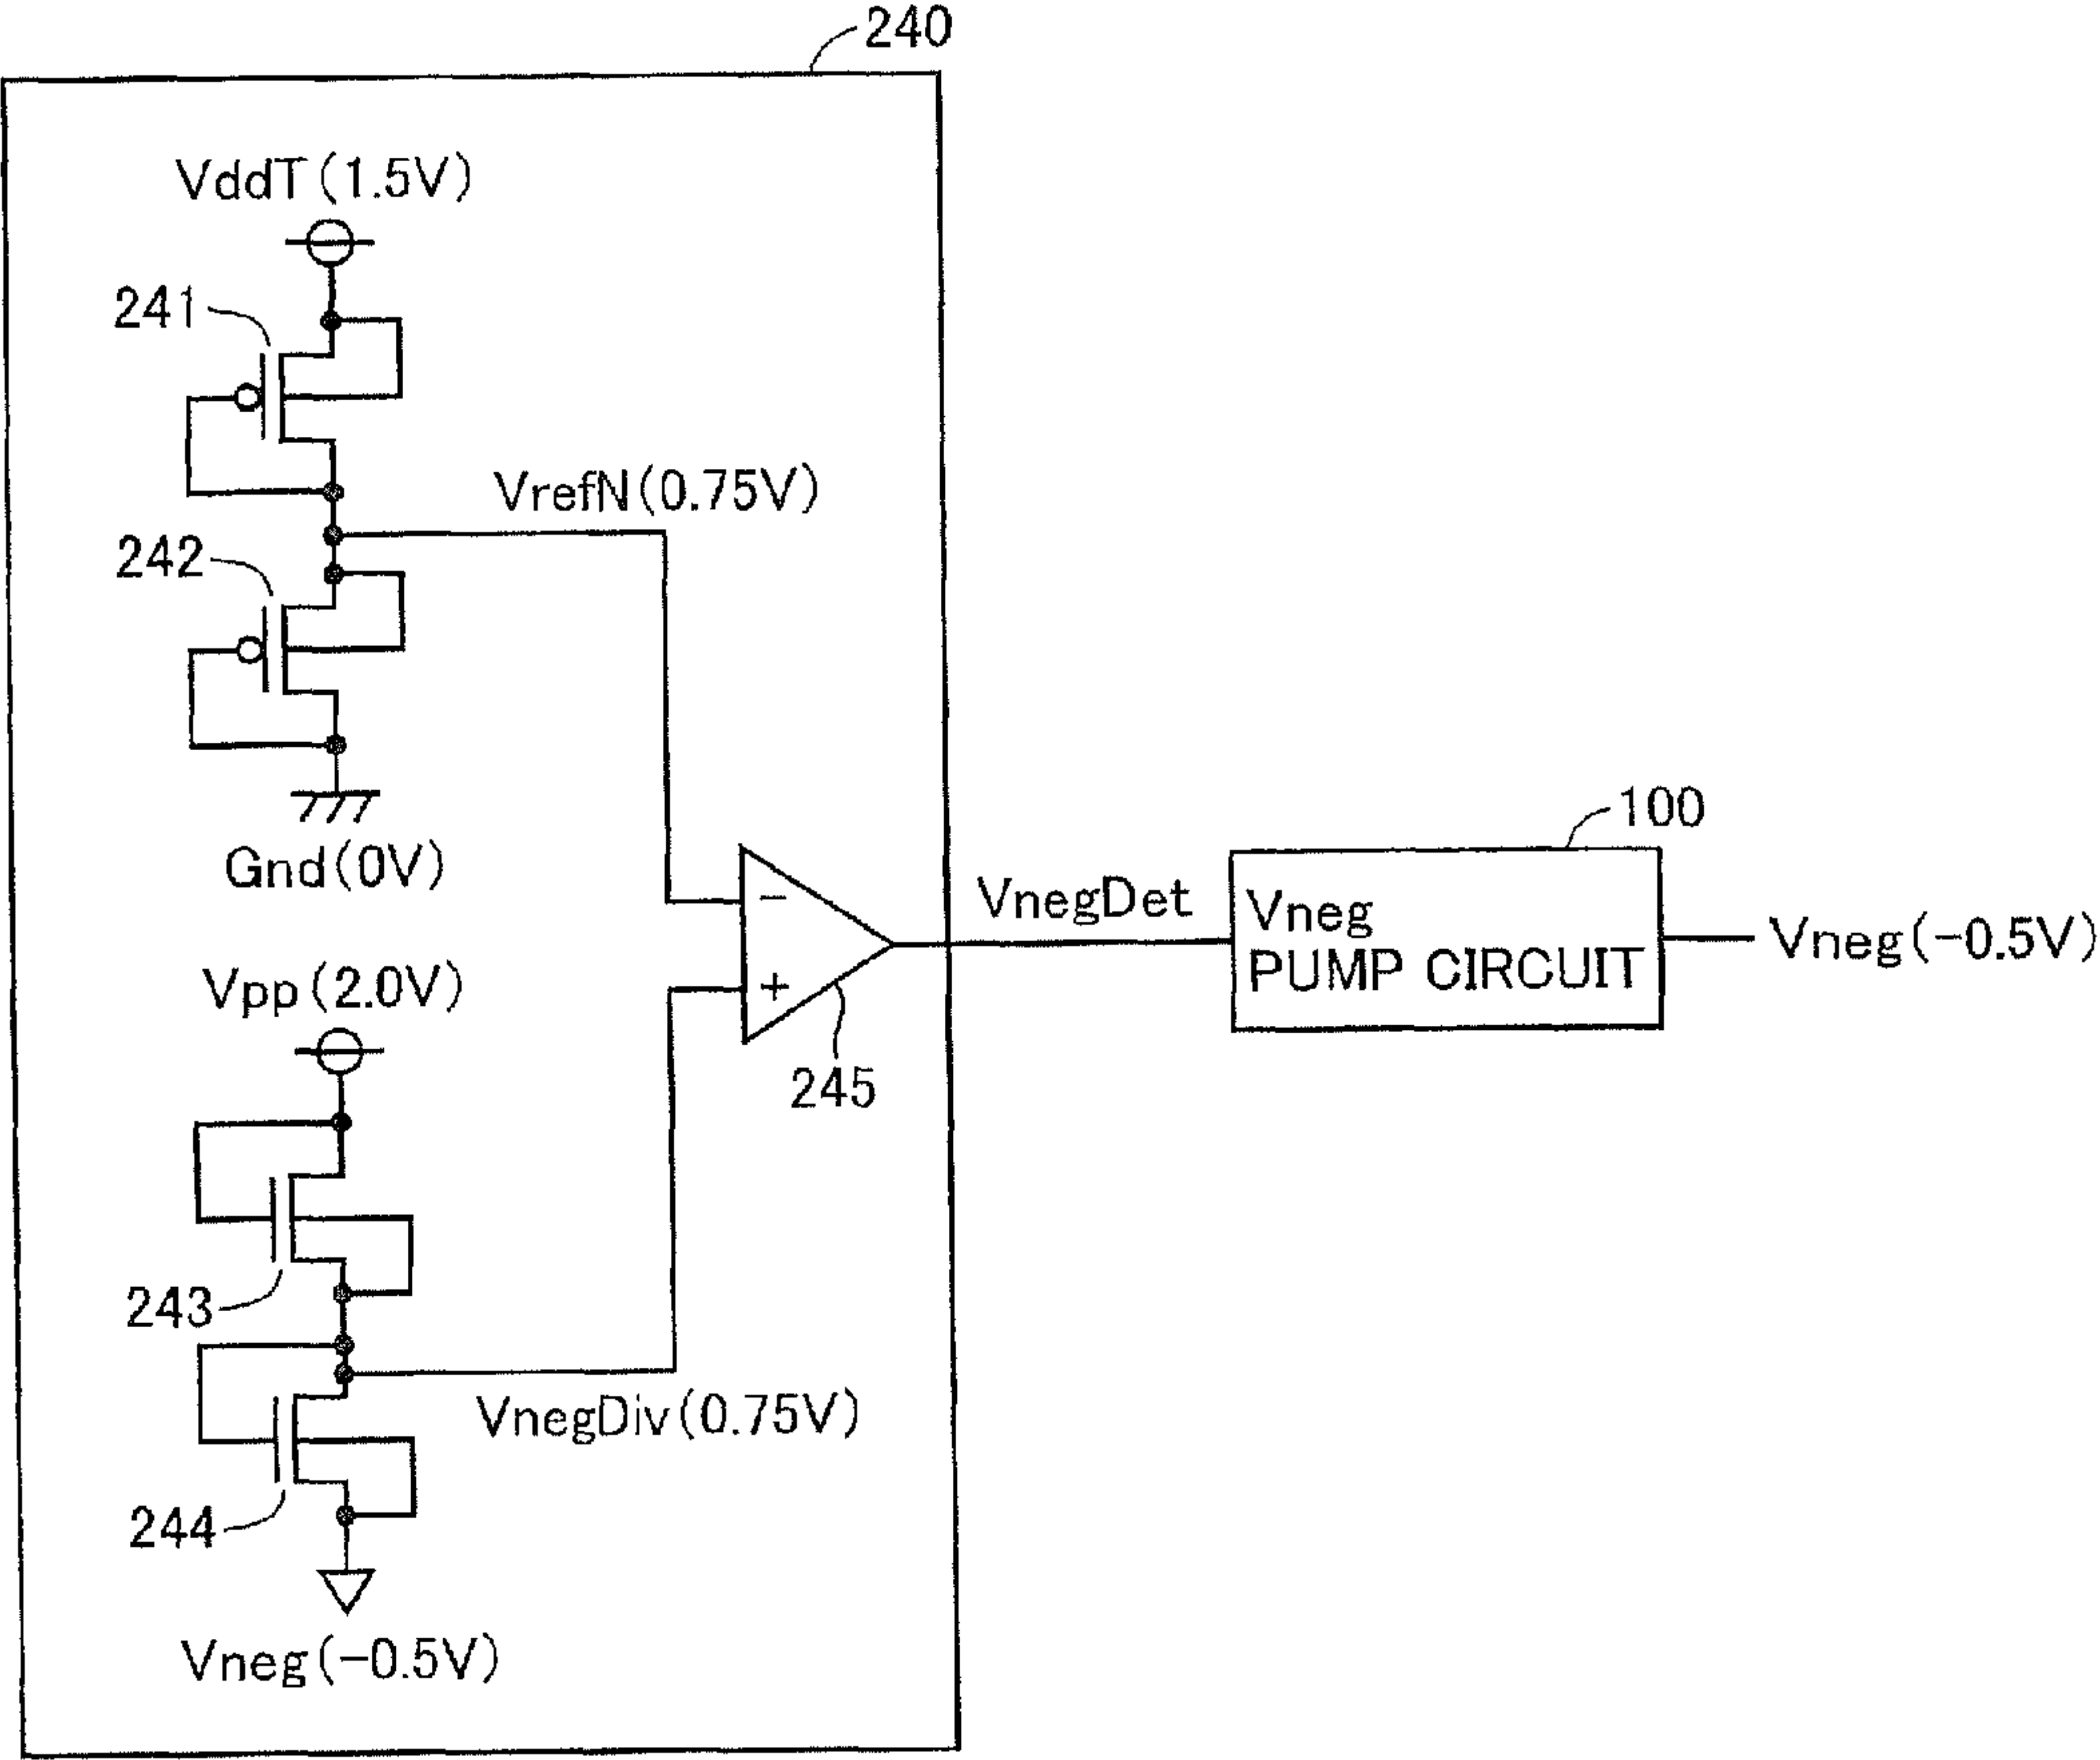 240
VddT(1.5V)
241
VrefN(0.75V)
242
Gnd(0V)
100
VnegDet
Vneg
PUMP CIRCUIT
Vneg(-0.5V)
-
+
245
Vpp(2.0V)
243
VnegDiv(0.75V)
244
Vneg(-0.5V)